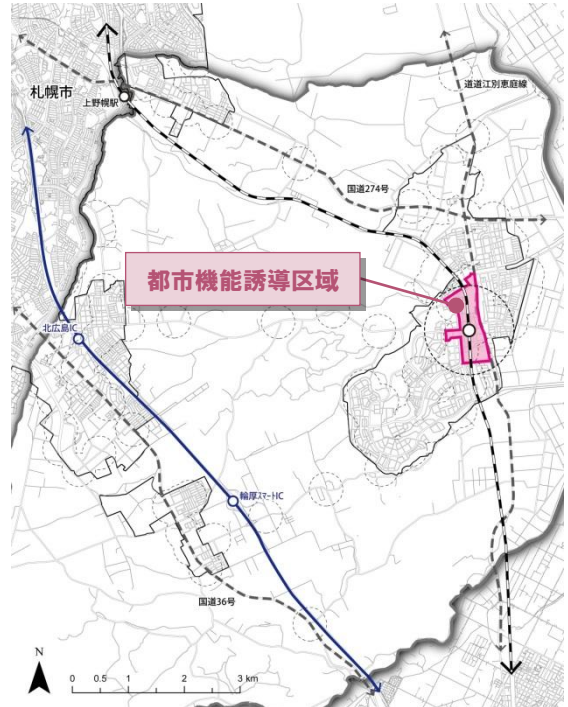 札幌市
上野幌駅
道道江別恵庭線
国道274号
都市機能誘導区域
北広島IC
輪厚スマートIC
国道36号
N
0 0.5 1 2 3 km